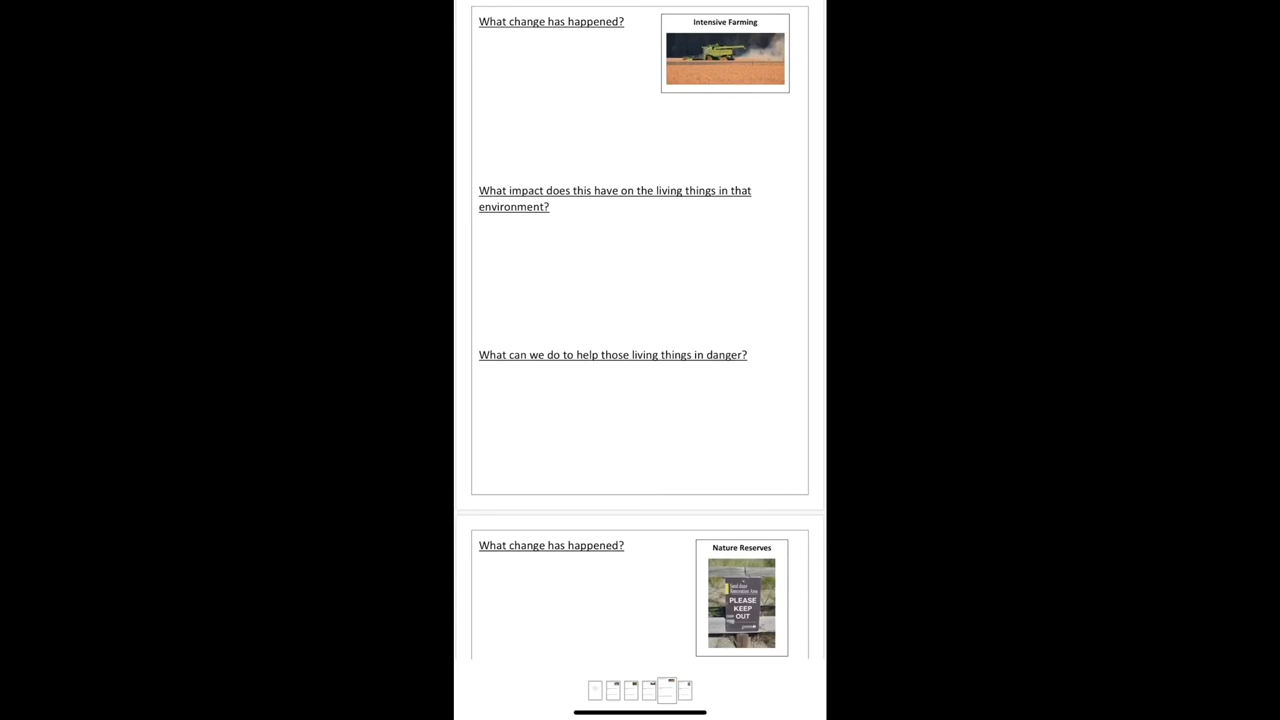 What change has happened?
Intensive Farming
What impact does this have on the living things in that
environment?
What can we do to help those living things in danger?
What change has happened?
Nature Reserves
PLEASE
KEEP
OUT